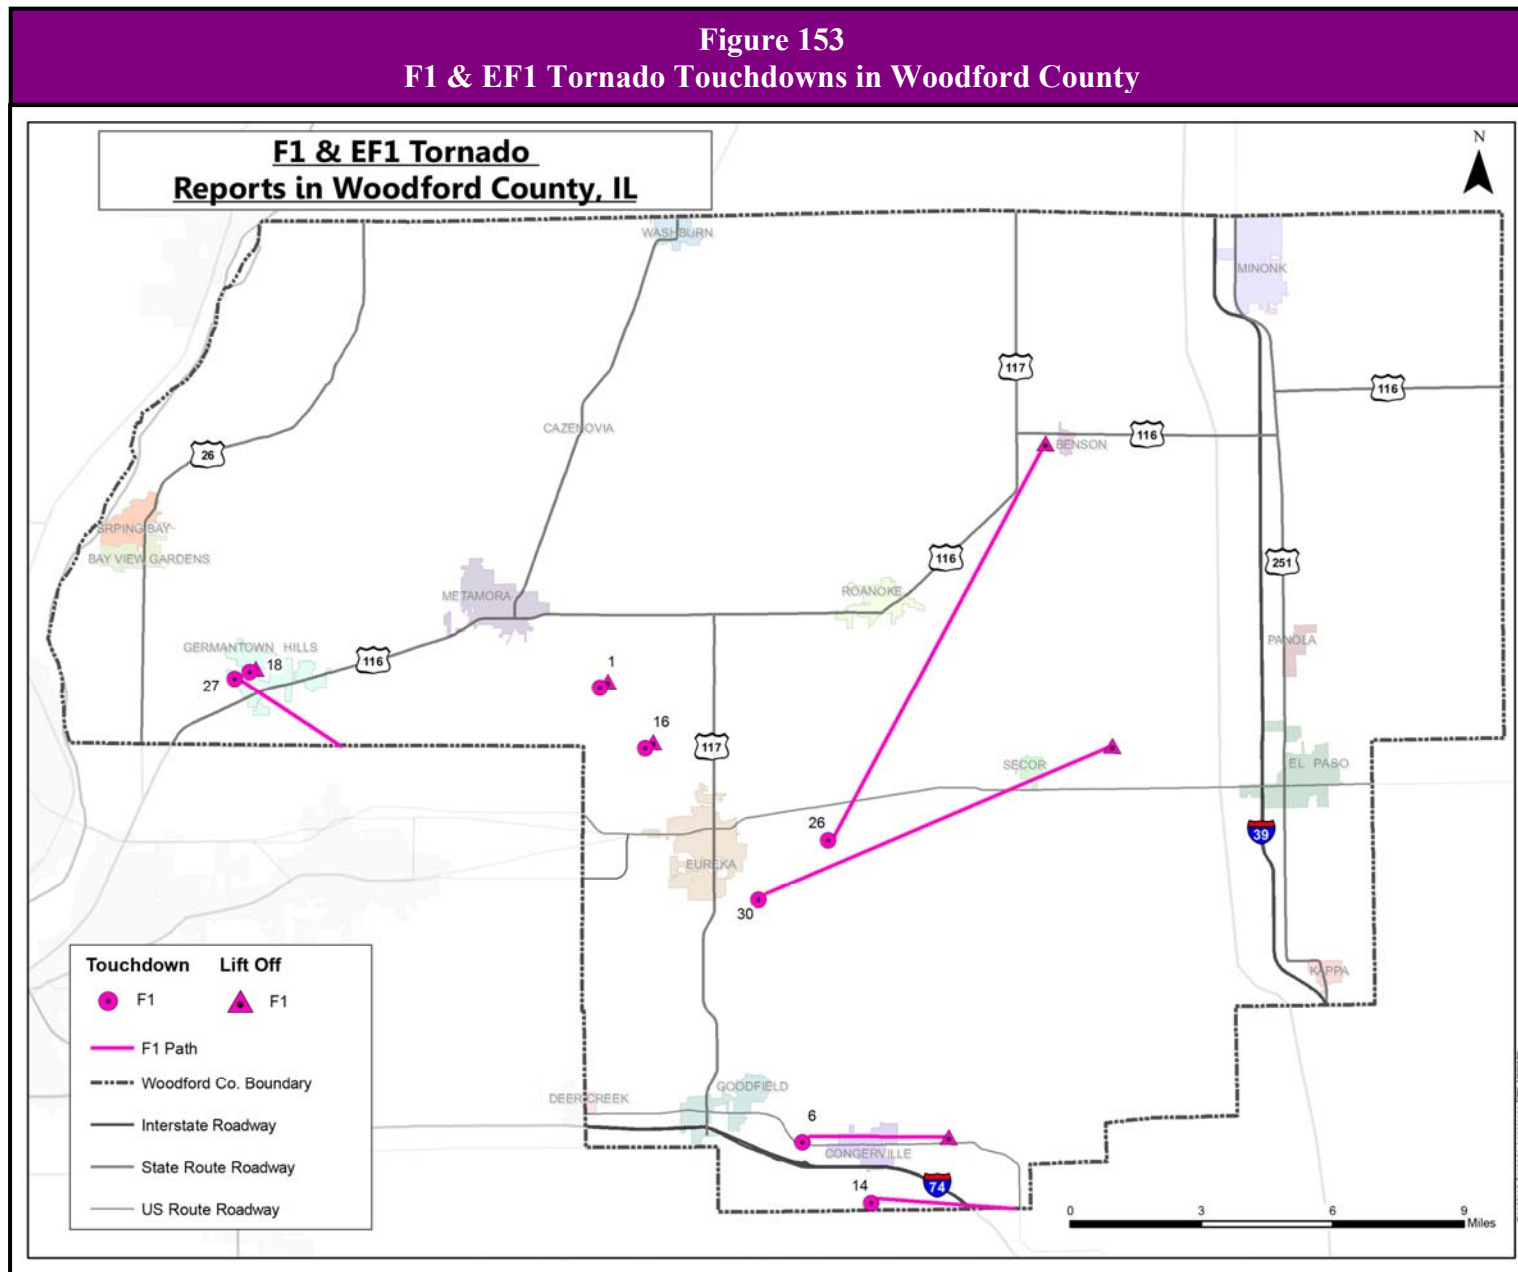 Figure 153
F1 & EF1 Tornado Touchdowns in Woodford County
F1 & EF1 Tornado
Reports in Woodford County, IL
N
WASHBURN
MINONK
117
116
CAZENOVIA
26
116
BENSON
SRPING BAY
BAY VIEW GARDENS
116
251
METAMORA
ROANOKE
GERMANTOWN HILLS
PANOLA
116
18
27
1
16
117
SECOR
EL PASO
26
39
EUREKA
30
KAPPA
Touchdown Lift Off
F1 F1
F1 Path
Woodford Co. Boundary
Interstate Roadway
State Route Roadway
US Route Roadway
DEER CREEK
GOODFIELD
6
CONGERVILLE
14
74
0 3 6 9
Miles